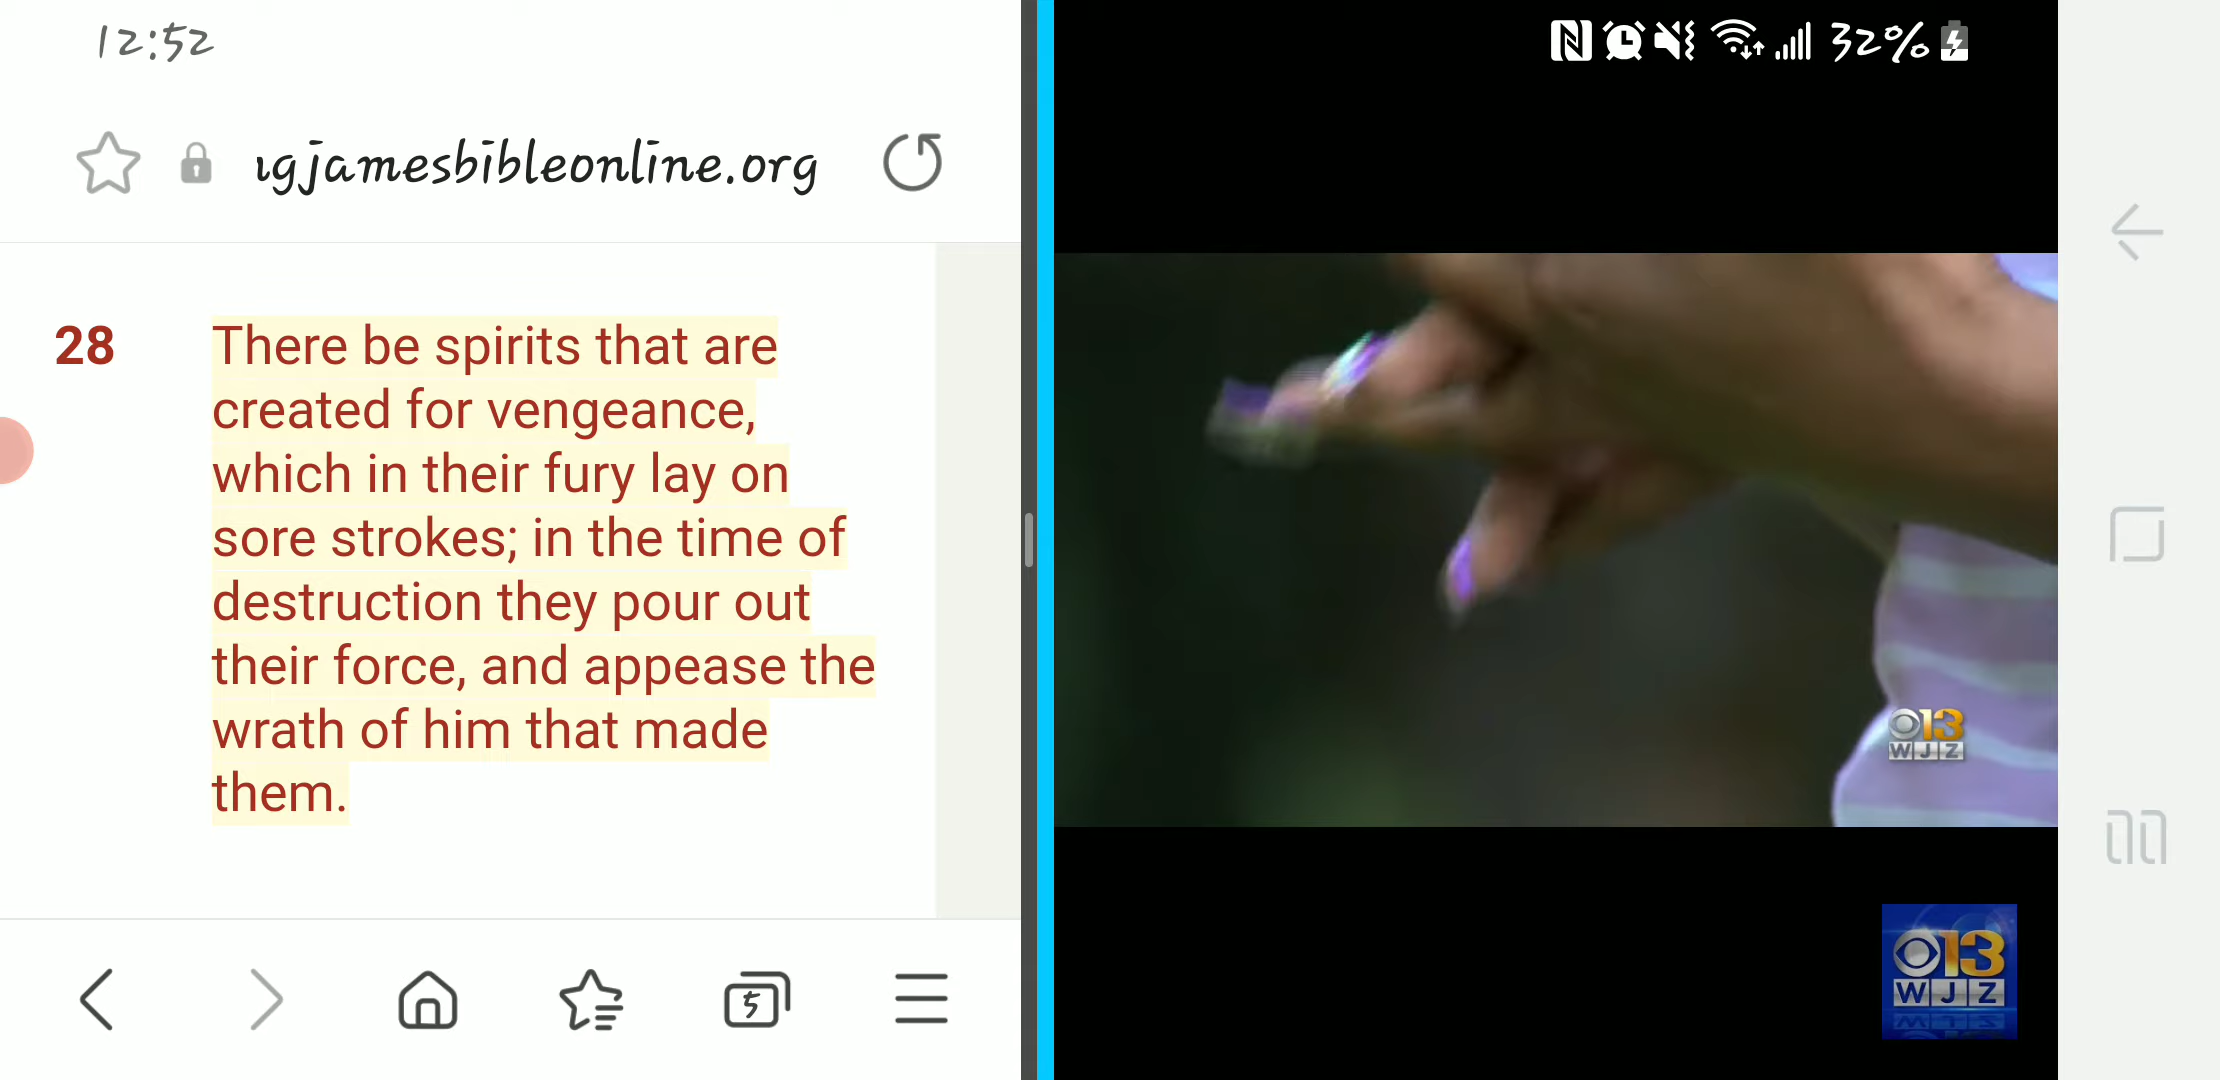 12:52
32%
ιgjamesbibleonline.org
28
There be spirits that are
created for vengeance,
which in their fury lay on
sore strokes; in the time of
destruction they pour out
their force, and appease the
wrath of him that made
them.
5
13
WJZ
13
WJZ